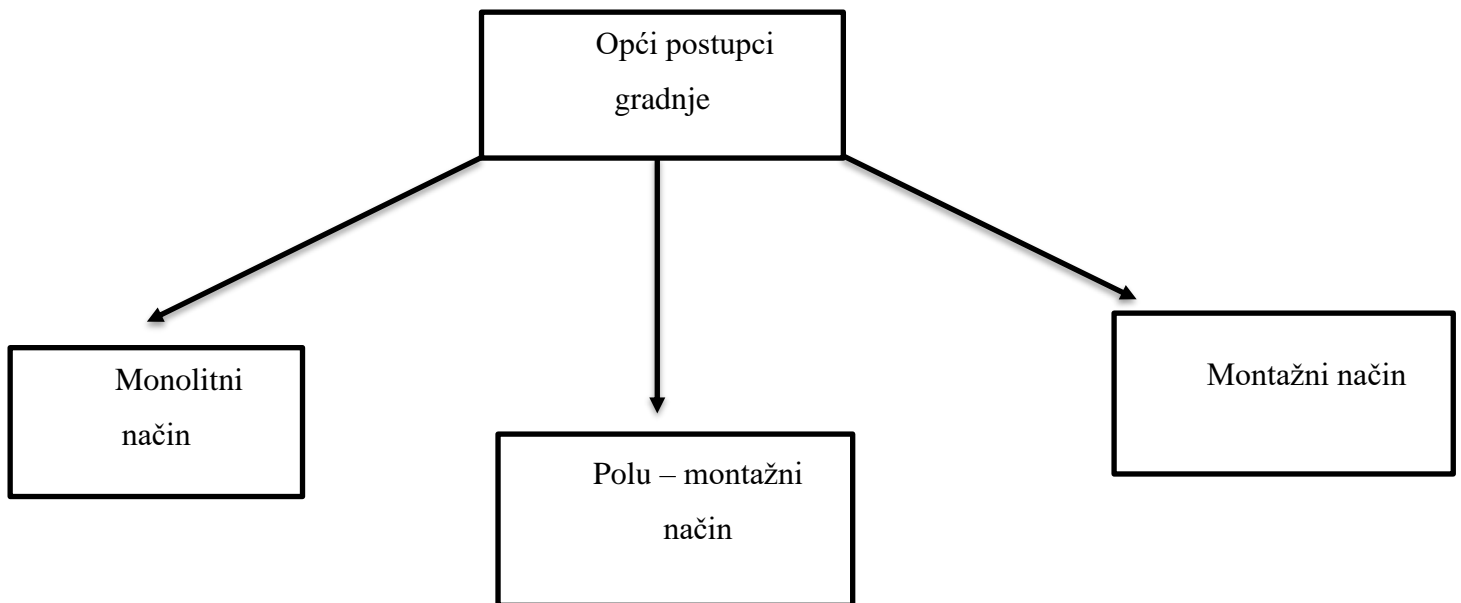 Opći postupci
gradnje
Monolitni
način
Polu – montažni
način
Montažni način